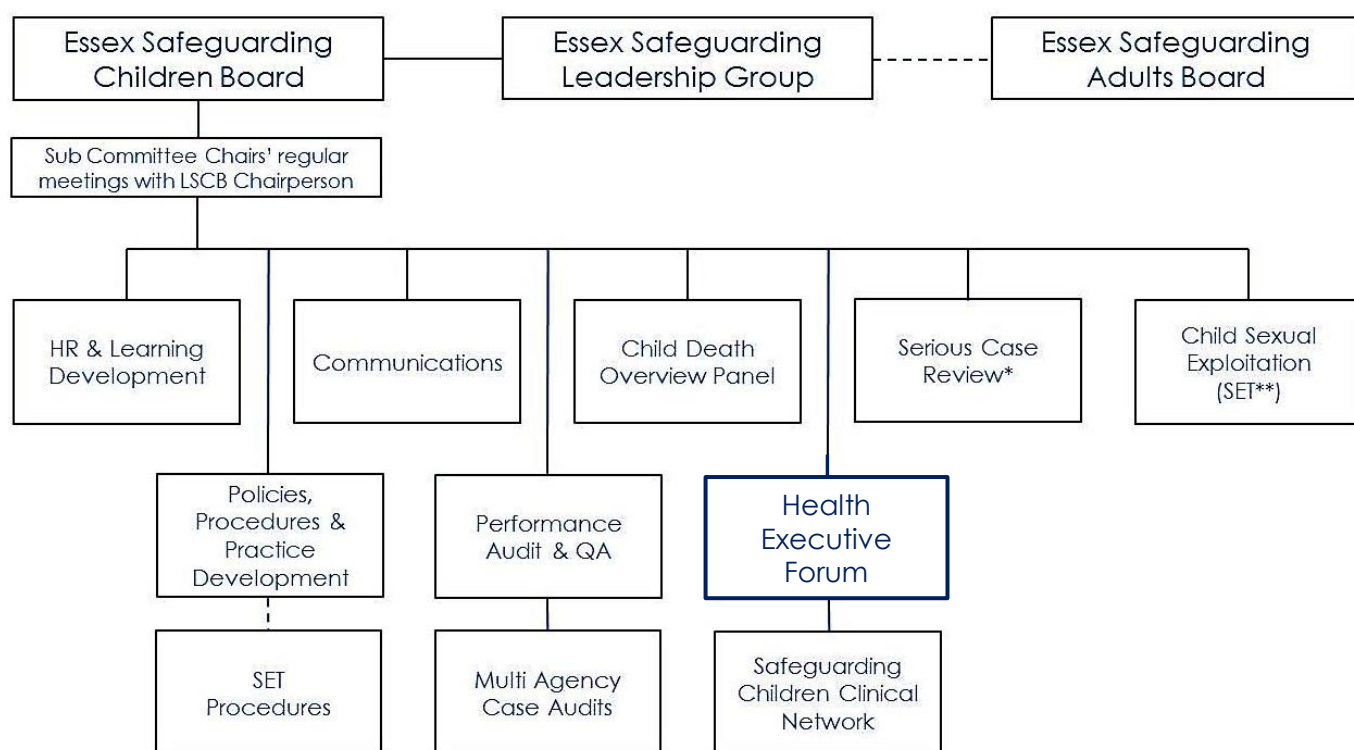 Essex Safeguarding
Children Board
Essex Safeguarding
Leadership Group
Essex Safeguarding
Adults Board
Sub Committee Chairs' regular
meetings with LSCB Chairperson
HR & Learning
Development
Communications
Child Death
Overview Panel
Serious Case
Review*
Child Sexual
Exploitation
(SET**)
Policies,
Procedures &
Practice
Development
Performance
Audit & QA
Health
Executive
Forum
SET
Procedures
Multi Agency
Case Audits
Safeguarding
Children Clinical
Network